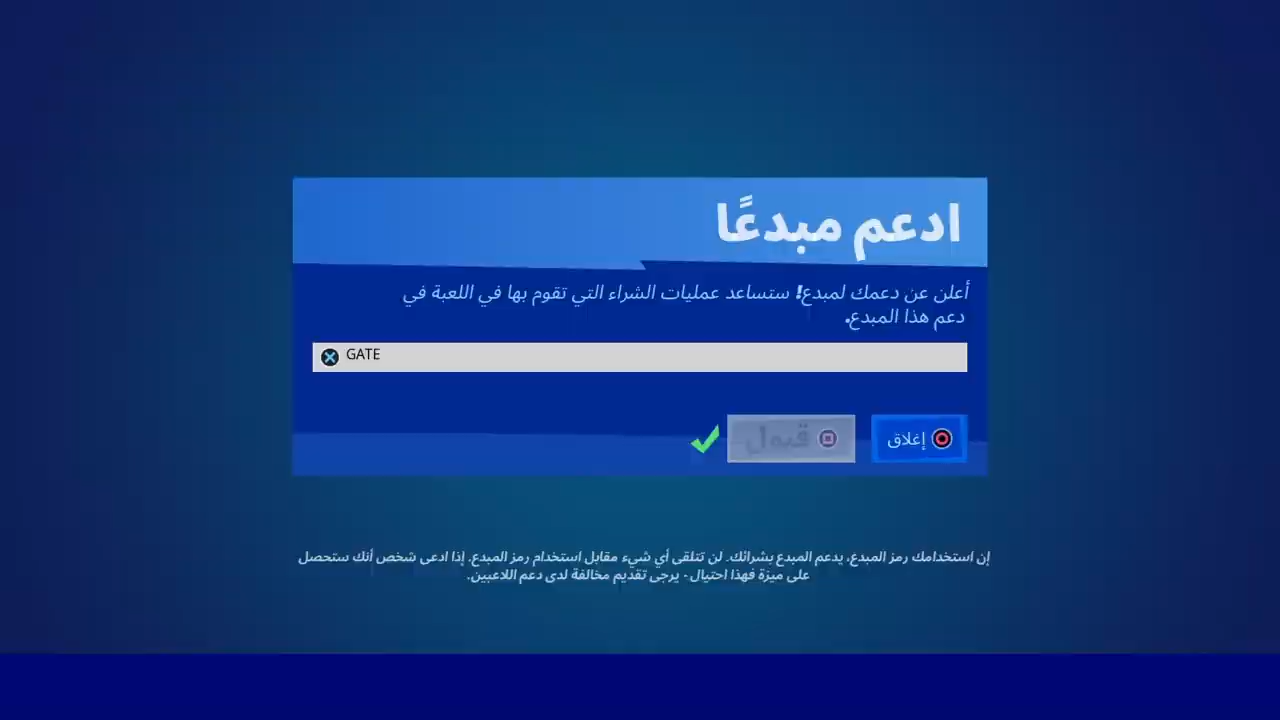 ادعم مبدعًا
أعلن عن دعمك لمبدع! ستساعد عمليات الشراء التي تقوم بها في اللعبة في
دعم هذا المبدع.
GATE
إغلاق
قبول
إن استخدامك رمز المبدع، يدعم المبدع بشرائك. لن تتلقى أي شيء مقابل استخدام رمز المبدع. إذا ادعى شخص أنك ستحصل
على ميزة فهذا احتيال - يرجى تقديم مخالفة لدى دعم اللاعبين.